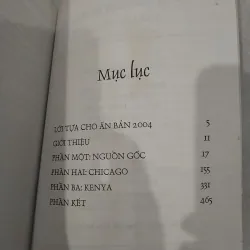 Mục lục
LỜI TỰA CHO ẤN BẢN 2004 5
GIỚI THIỆU 11
PHẦN MỘT: NGUỒN GỐC 17
PHẦN HAI: CHICAGO 155
PHẦN BA: KENYA 331
PHẦN KẾT 465